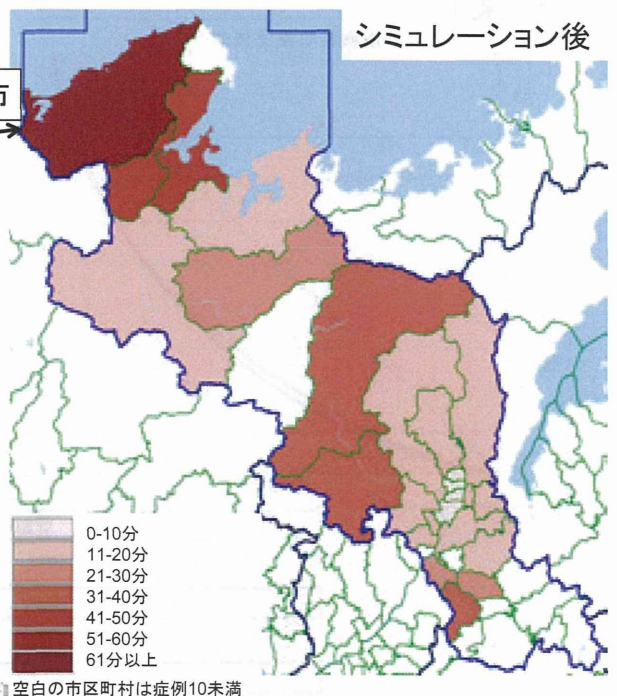 シミュレーション後
市
0-10分
11-20分
21-30分
31-40分
41-50分
51-60分
61分以上
空白の市区町村は症例10未満